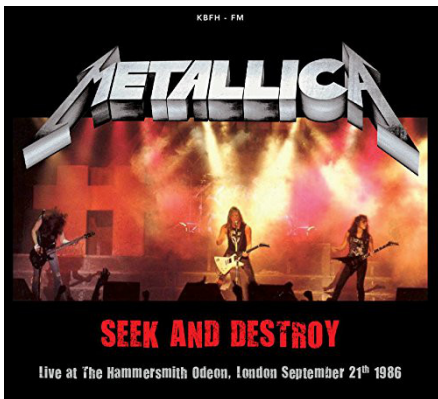 KBFH - FM
METALLICA
SEEK AND DESTROY
Live at The Hammersmith Odeon, London September 21th 1986